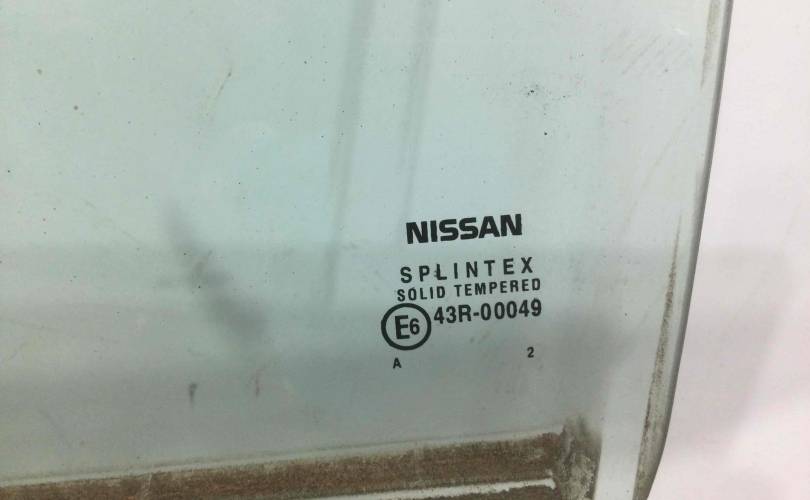 NISSAN
SPLINTEX
SOLID TEMPERED
E6 43R-00049
A 2